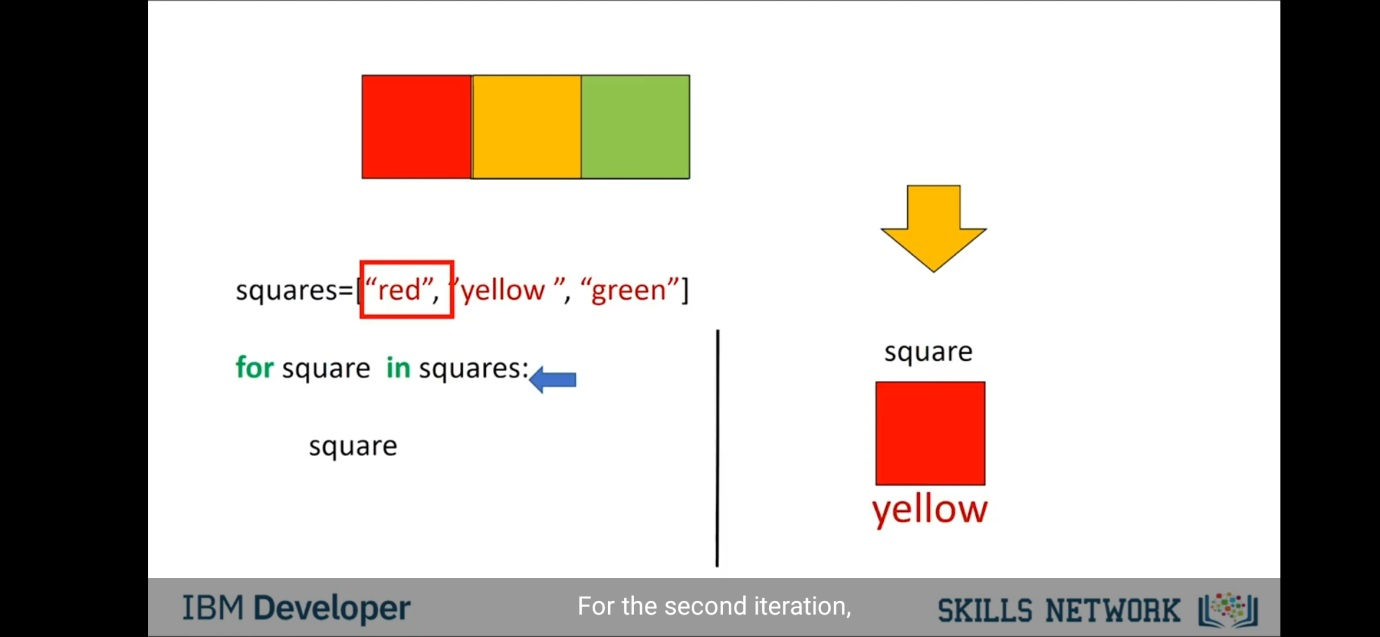 squares=[“red”, ”yellow ”, “green”]
for square in squares:
square
square
yellow
For the second iteration,
IBM Developer
SKILLS NETWORK